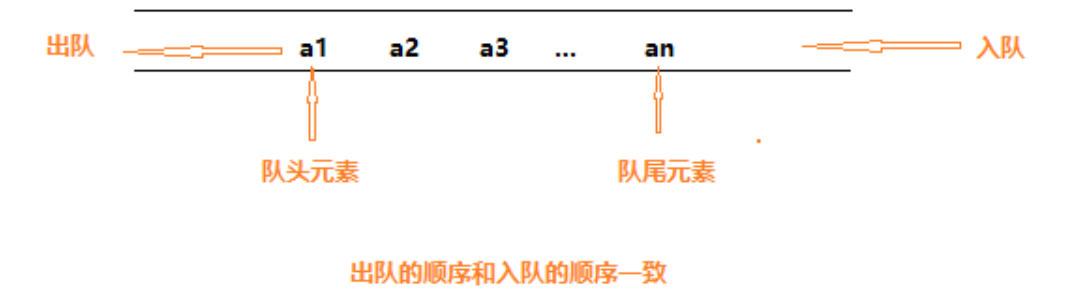 出队 a1 a2 a3 ... an 入队
队头元素 队尾元素
出队的顺序和入队的顺序一致